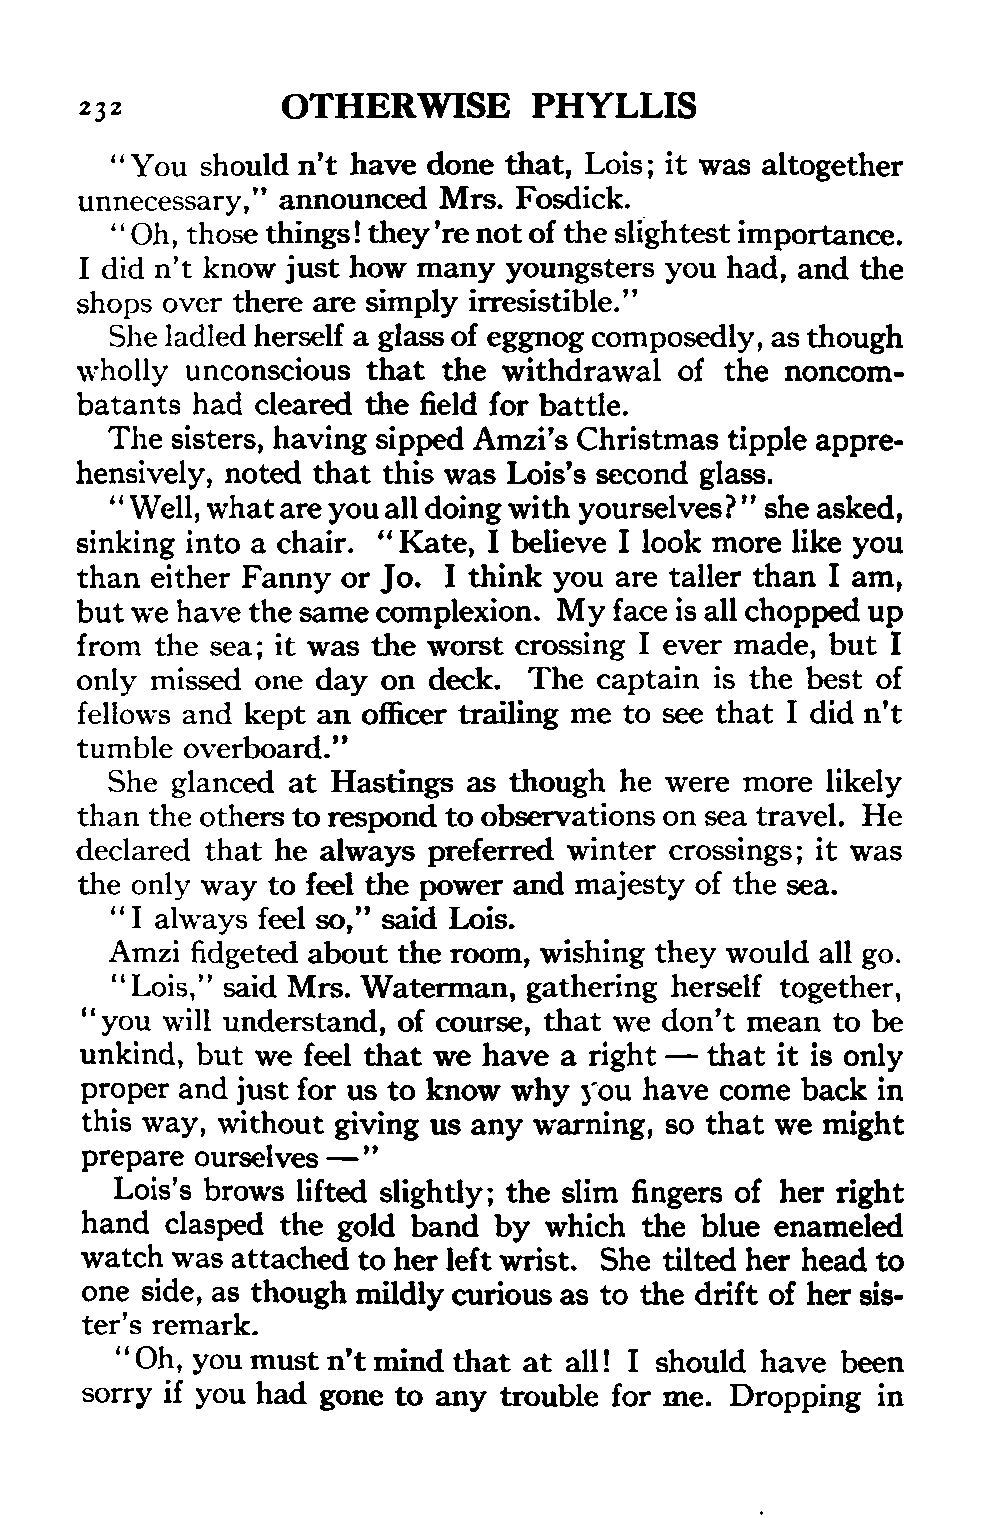 232 OTHERWISE PHYLLIS
"You should n't have done that, Lois; it was altogether
unnecessary," announced Mrs. Fosdick.
"Oh, those things! they 're not of the slightest importance.
I did n't know just how many youngsters you had, and the
shops over there are simply irresistible."
She ladled herself a glass of eggnog composedly, as though
wholly unconscious that the withdrawal of the noncom-
batants had cleared the field for battle.
The sisters, having sipped Amzi's Christmas tipple appre-
hensively, noted that this was Lois's second glass.
"Well, what are you all doing with yourselves?" she asked,
sinking into a chair. "Kate, I believe I look more like you
than either Fanny or Jo. I think you are taller than I am,
but we have the same complexion. My face is all chopped up
from the sea; it was the worst crossing I ever made, but I
only missed one day on deck. The captain is the best of
fellows and kept an officer trailing me to see that I did n't
tumble overboard."
She glanced at Hastings as though he were more likely
than the others to respond to observations on sea travel. He
declared that he always preferred winter crossings; it was
the only way to feel the power and majesty of the sea.
"I always feel so," said Lois.
Amzi fidgeted about the room, wishing they would all go.
"Lois," said Mrs. Waterman, gathering herself together,
"you will understand, of course, that we don't mean to be
unkind, but we feel that we have a right — that it is only
proper and just for us to know why you have come back in
this way, without giving us any warning, so that we might
prepare ourselves —"
Lois's brows lifted slightly; the slim fingers of her right
hand clasped the gold band by which the blue enameled
watch was attached to her left wrist. She tilted her head to
one side, as though mildly curious as to the drift of her sis-
ter's remark.
"Oh, you must n't mind that at all! I should have been
sorry if you had gone to any trouble for me. Dropping in